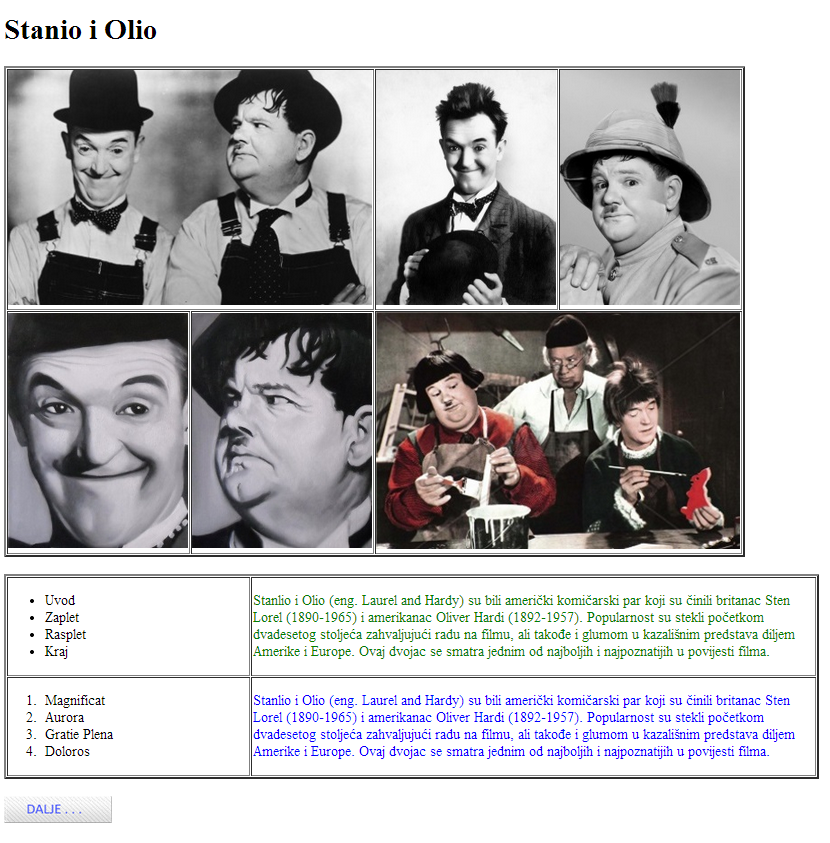 Stanio i Olio
Uvod
Zaplet
Rasplet
Kraj
Stanlio i Olio (eng. Laurel and Hardy) su bili američki komičarski par koji su činili britanac Sten
Lorel (1890-1965) i amerikanac Oliver Hardi (1892-1957). Popularnost su stekli početkom
dvadesetog stoljeća zahvaljujući radu na filmu, ali takođe i glumom u kazališnim predstava diljem
Amerike i Europe. Ovaj dvojac se smatra jednim od najboljih i najpoznatijih u povijesti filma.
1. Magnificat
2. Aurora
3. Gratie Plena
4. Doloros
Stanlio i Olio (eng. Laurel and Hardy) su bili američki komičarski par koji su činili britanac Sten
Lorel (1890-1965) i amerikanac Oliver Hardi (1892-1957). Popularnost su stekli početkom
dvadesetog stoljeća zahvaljujući radu na filmu, ali takođe i glumom u kazališnim predstava diljem
Amerike i Europe. Ovaj dvojac se smatra jednim od najboljih i najpoznatijih u povijesti filma.
DALJE . . .